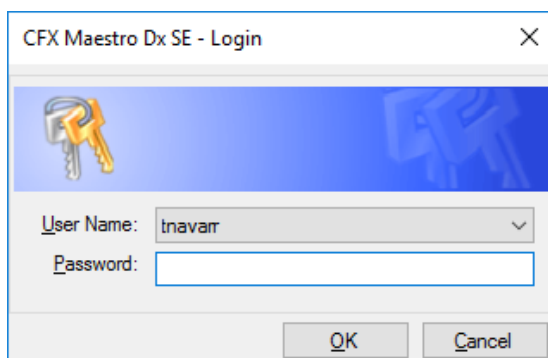 CFX Maestro Dx SE - Login
User Name: tnavarr
Password:
OK Cancel